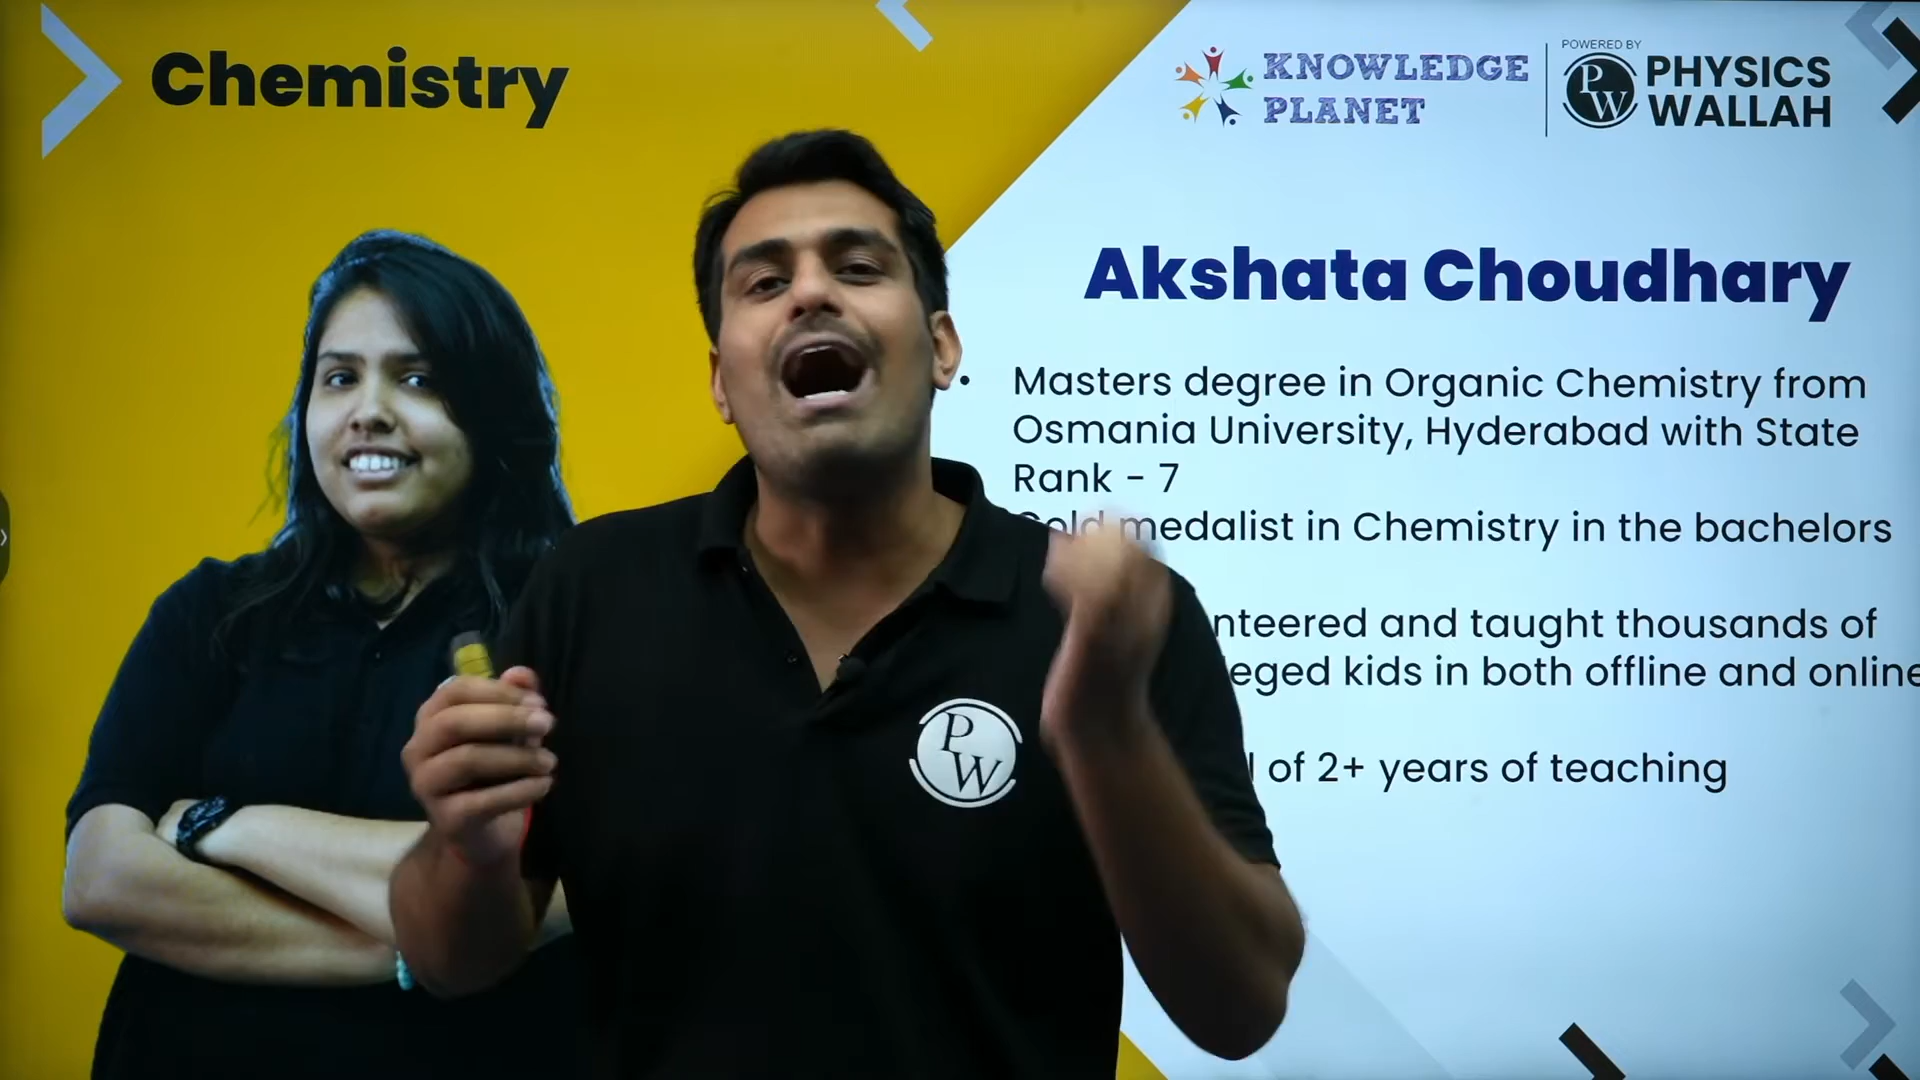 Chemistry
KNOWLEDGE
PLANET
POWERED BY
PW
PHYSICS
WALLAH
Akshata Choudhary
• Masters degree in Organic Chemistry from
Osmania University, Hyderabad with State
Rank - 7
Gold medalist in Chemistry in the bachelors
nteered and taught thousands of
eged kids in both offline and online
of 2+ years of teaching
PW